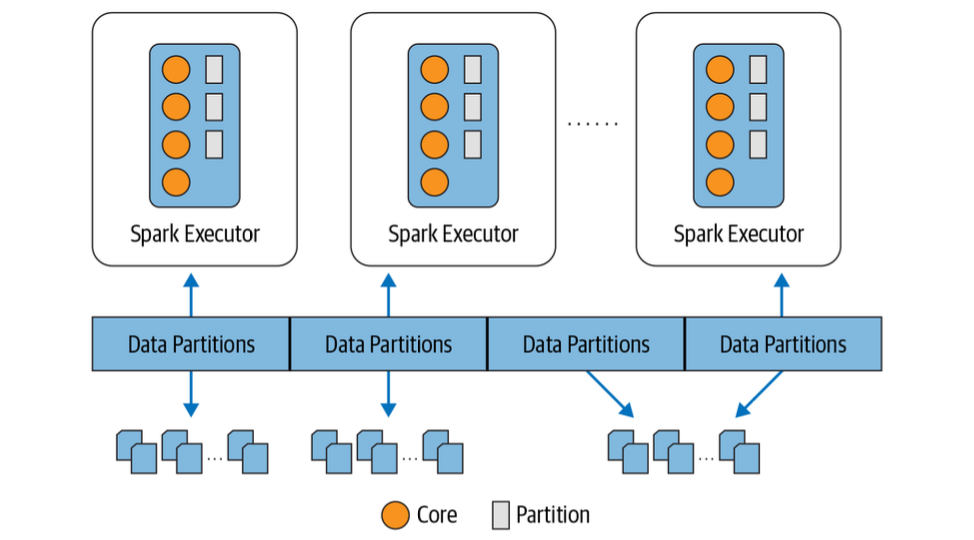 ......
Spark Executor
Spark Executor
Spark Executor
Data Partitions
Data Partitions
Data Partitions
Data Partitions
...
...
...
Core
Partition